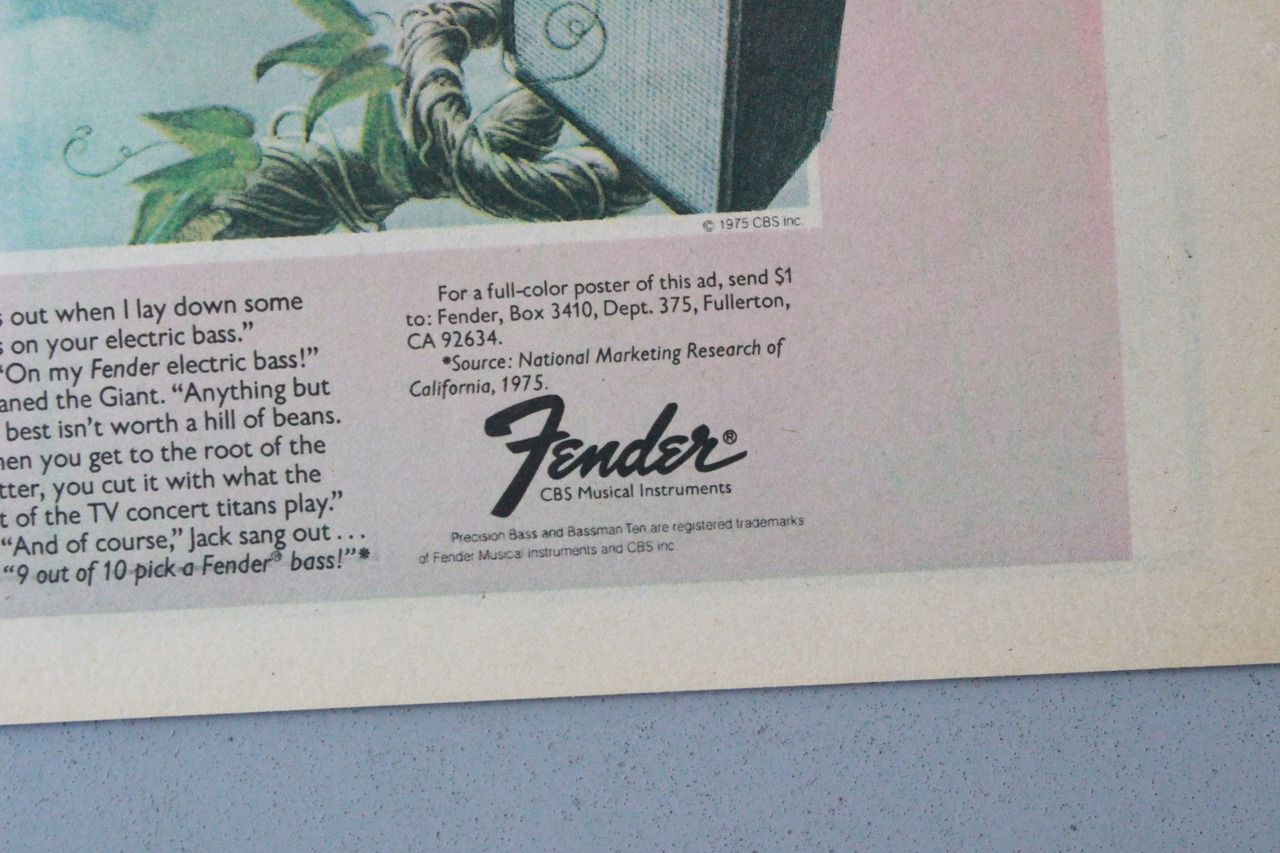 © 1975 CBS Inc.
out when I lay down some
on your electric bass.”
“On my Fender electric bass!”
the Giant. “Anything but
best isn’t worth a hill of beans.
you get to the root of the
you cut it with what the
of the TV concert titans play.”
“And of course,” Jack sang out...
“9 out of 10 pick a Fender® bass!”*
For a full-color poster of this ad, send $1
to: Fender, Box 3410, Dept. 375, Fullerton,
CA 92634.
*Source: National Marketing Research of
California, 1975.
Fender®
CBS Musical Instruments
Precision Bass and Bassman Ten are registered trademarks
of Fender Musical Instruments and CBS Inc.